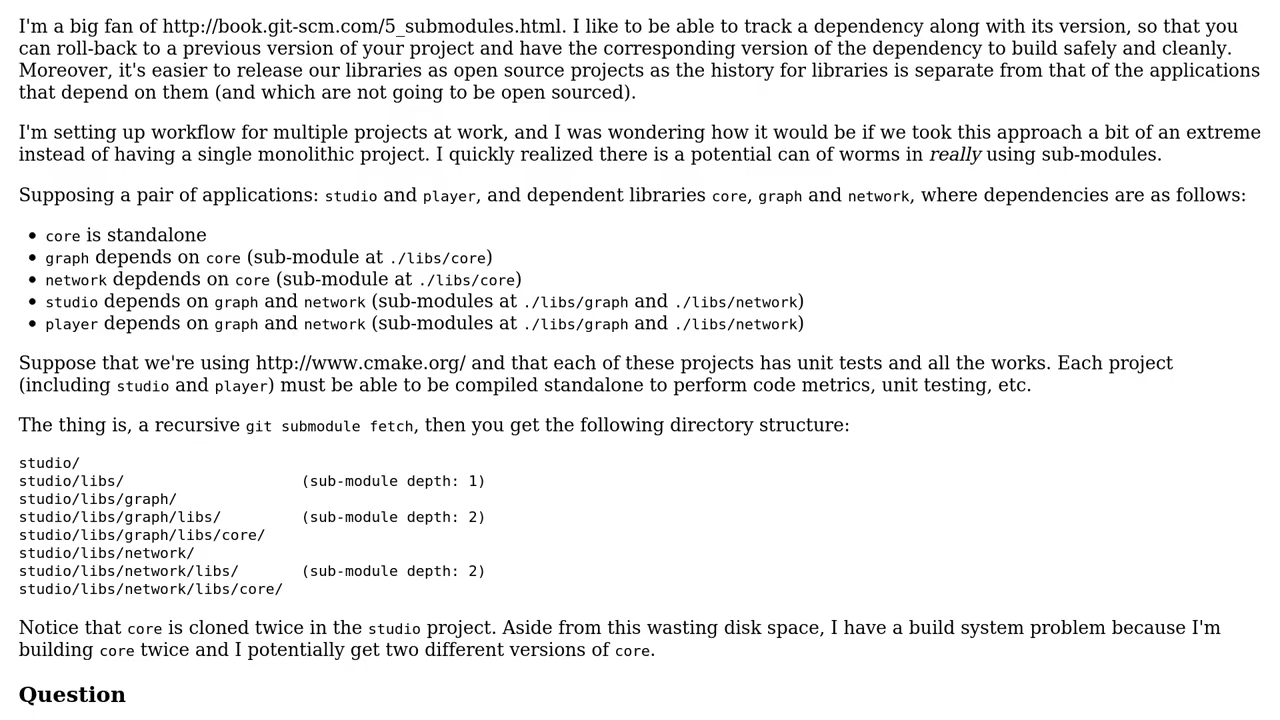 I'm a big fan of http://book.git-scm.com/5_submodules.html. I like to be able to track a dependency along with its version, so that you
can roll-back to a previous version of your project and have the corresponding version of the dependency to build safely and cleanly.
Moreover, it's easier to release our libraries as open source projects as the history for libraries is separate from that of the applications
that depend on them (and which are not going to be open sourced).
I'm setting up workflow for multiple projects at work, and I was wondering how it would be if we took this approach a bit of an extreme
instead of having a single monolithic project. I quickly realized there is a potential can of worms in really using sub-modules.
Supposing a pair of applications: studio and player, and dependent libraries core, graph and network, where dependencies are as follows:
• core is standalone
• graph depends on core (sub-module at ./libs/core)
• network depdends on core (sub-module at ./libs/core)
• studio depends on graph and network (sub-modules at ./libs/graph and ./libs/network)
• player depends on graph and network (sub-modules at ./libs/graph and ./libs/network)
Suppose that we're using http://www.cmake.org/ and that each of these projects has unit tests and all the works. Each project
(including studio and player) must be able to be compiled standalone to perform code metrics, unit testing, etc.
The thing is, a recursive git submodule fetch, then you get the following directory structure:
studio/
studio/libs/                    (sub-module depth: 1)
studio/libs/graph/
studio/libs/graph/libs/         (sub-module depth: 2)
studio/libs/graph/libs/core/
studio/libs/network/
studio/libs/network/libs/       (sub-module depth: 2)
studio/libs/network/libs/core/
Notice that core is cloned twice in the studio project. Aside from this wasting disk space, I have a build system problem because I'm
building core twice and I potentially get two different versions of core.
Question